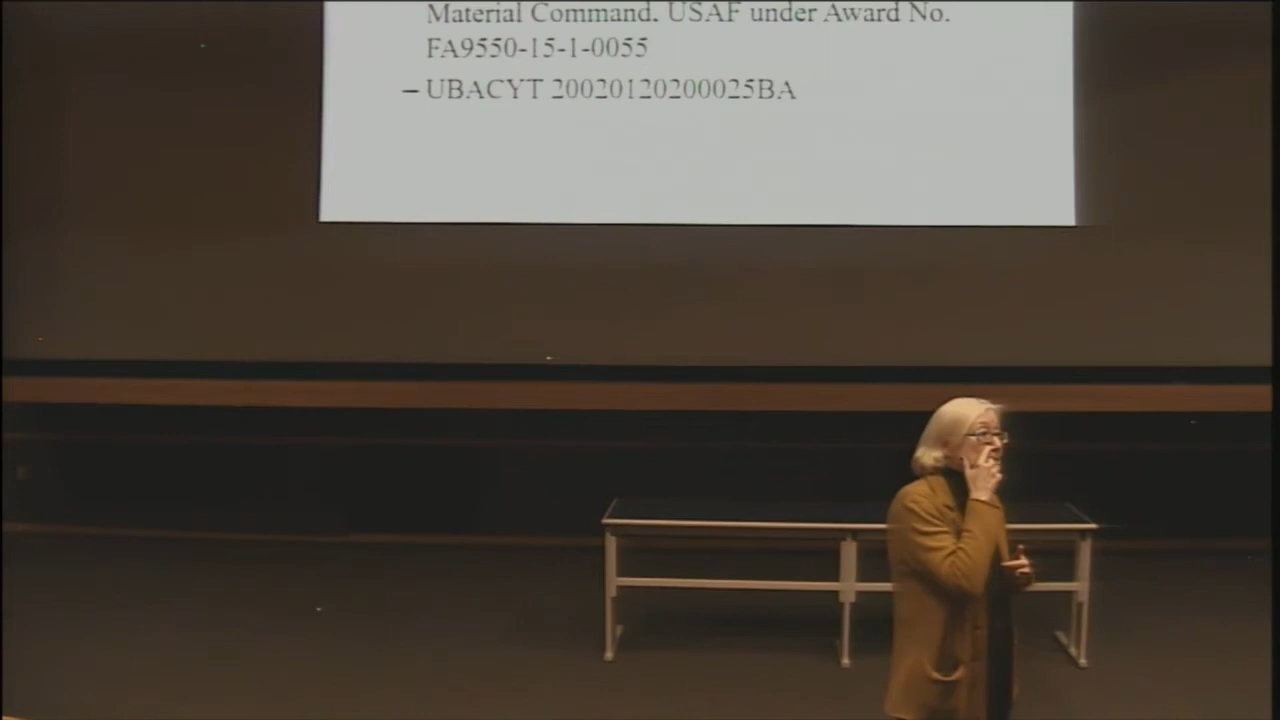 Material Command. USAF under Award No.
FA9550-15-1-0055
– UBACYT 20020120200025BA